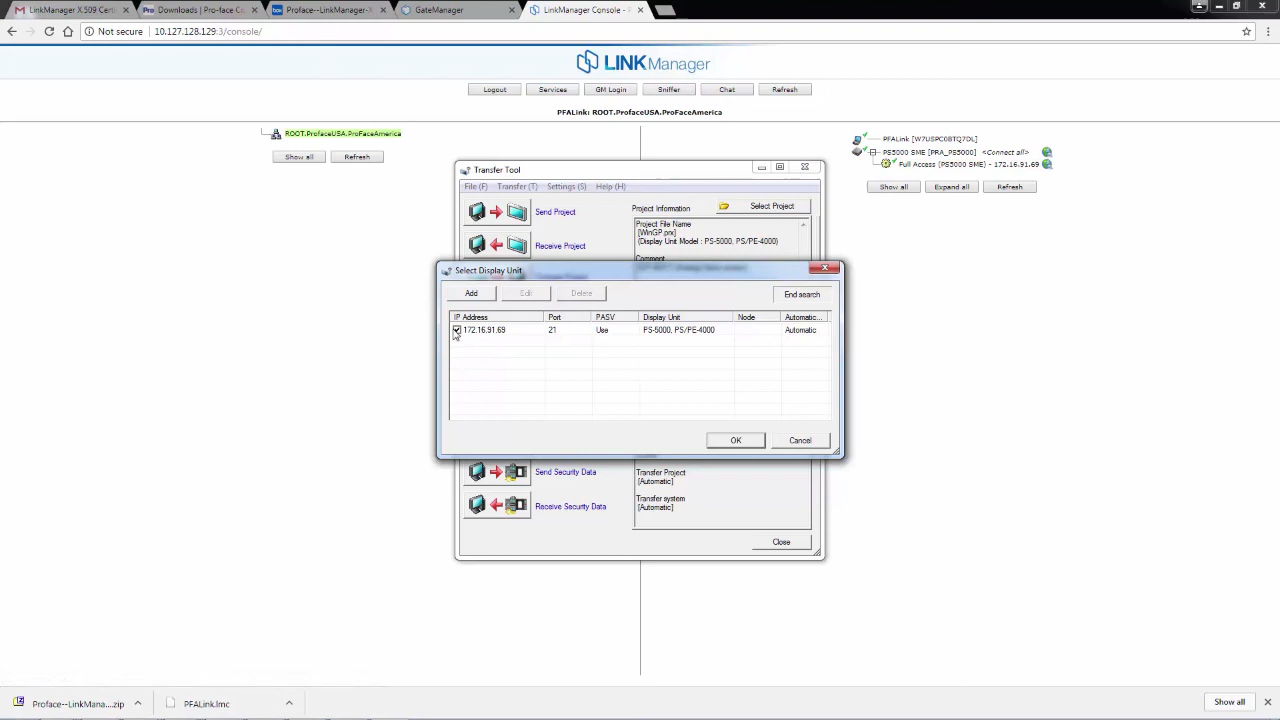 LinkManager X.509 Certi
Downloads | Pro-face Co
Proface--LinkManager-X
GateManager
LinkManager Console - P
Not secure
10.127.128.129:3/console/
LINKManager
Logout
Services
GM Login
Sniffer
Chat
Refresh
PFALink: ROOT.ProfaceUSA.ProFaceAmerica
ROOT.ProfaceUSA.ProFaceAmerica
Show all
Refresh
PFALink [W7USPC0BTQ7DL]
PS5000 SME [PRA_PS5000] <Connect all>
Full Access [PS5000 SME] - 172.16.91.69
Show all
Expand all
Refresh
Transfer Tool
File (F)
Transfer (T)
Settings (S)
Help (H)
Send Project
Receive Project
Project Information
Select Project
Project File Name
[WinGP.prx]
(Display Unit Model : PS-5000, PS/PE-4000)
Comment
Select Display Unit
Add
Edit
Delete
End search
IP Address
Port
PASV
Display Unit
Node
Automatic...
172.16.91.69
21
Use
PS-5000, PS/PE-4000
Automatic
OK
Cancel
Send Security Data
Receive Security Data
Transfer Project
[Automatic]
Transfer system
[Automatic]
Close
Proface--LinkMana....zip
PFALink.lmc
Show all